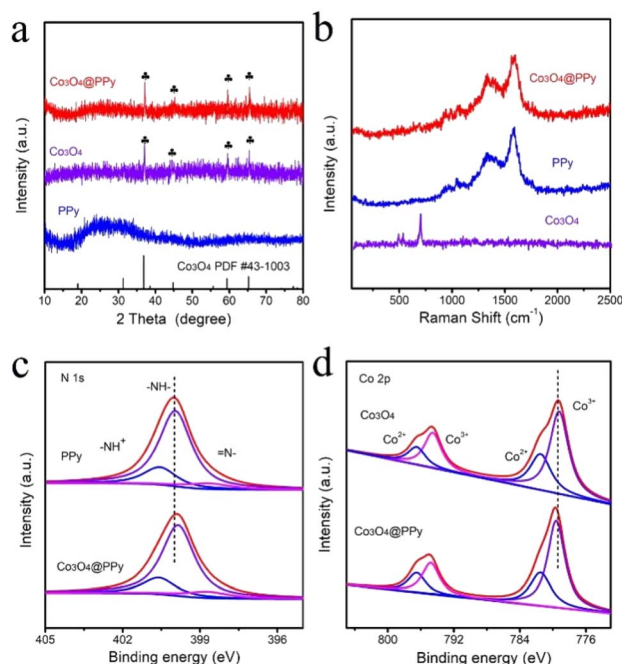 a
Co3O4@PPy
Co3O4
PPy
Co3O4 PDF #43-1003
Intensity (a.u.)
10 20 30 40 50 60 70 80
2 Theta (degree)
b
Co3O4@PPy
PPy
Co3O4
Intensity (a.u.)
500 1000 1500 2000 2500
Raman Shift (cm-1)
c
N 1s
-NH-
-NH+
=N-
PPy
Co3O4@PPy
Intensity (a.u.)
405 402 399 396
Binding energy (eV)
d
Co 2p
Co3O4
Co3+
Co2+ Co3+
Co2+
Co3O4@PPy
Intensity (a.u.)
800 792 784 776
Binding energy (eV)